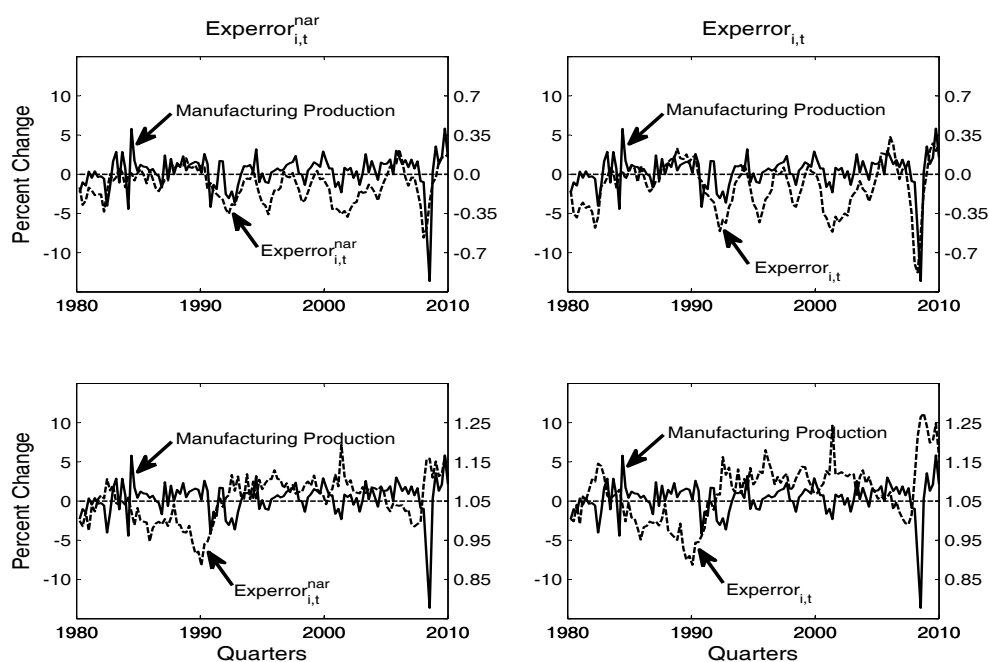 Experror^nar_i,t
Experror_i,t
10
5
0
-5
-10
Percent Change
Manufacturing Production
Experror^nar_i,t
0.7
0.35
0.0
-0.35
-0.7
1980 1990 2000 2010
10
5
0
-5
-10
Manufacturing Production
Experror_i,t
0.7
0.35
0.0
-0.35
-0.7
1980 1990 2000 2010
10
5
0
-5
-10
Percent Change
Manufacturing Production
Experror^nar_i,t
1.25
1.15
1.05
0.95
0.85
1980 1990 2000 2010
Quarters
10
5
0
-5
-10
Manufacturing Production
Experror_i,t
1.25
1.15
1.05
0.95
0.85
1980 1990 2000 2010
Quarters